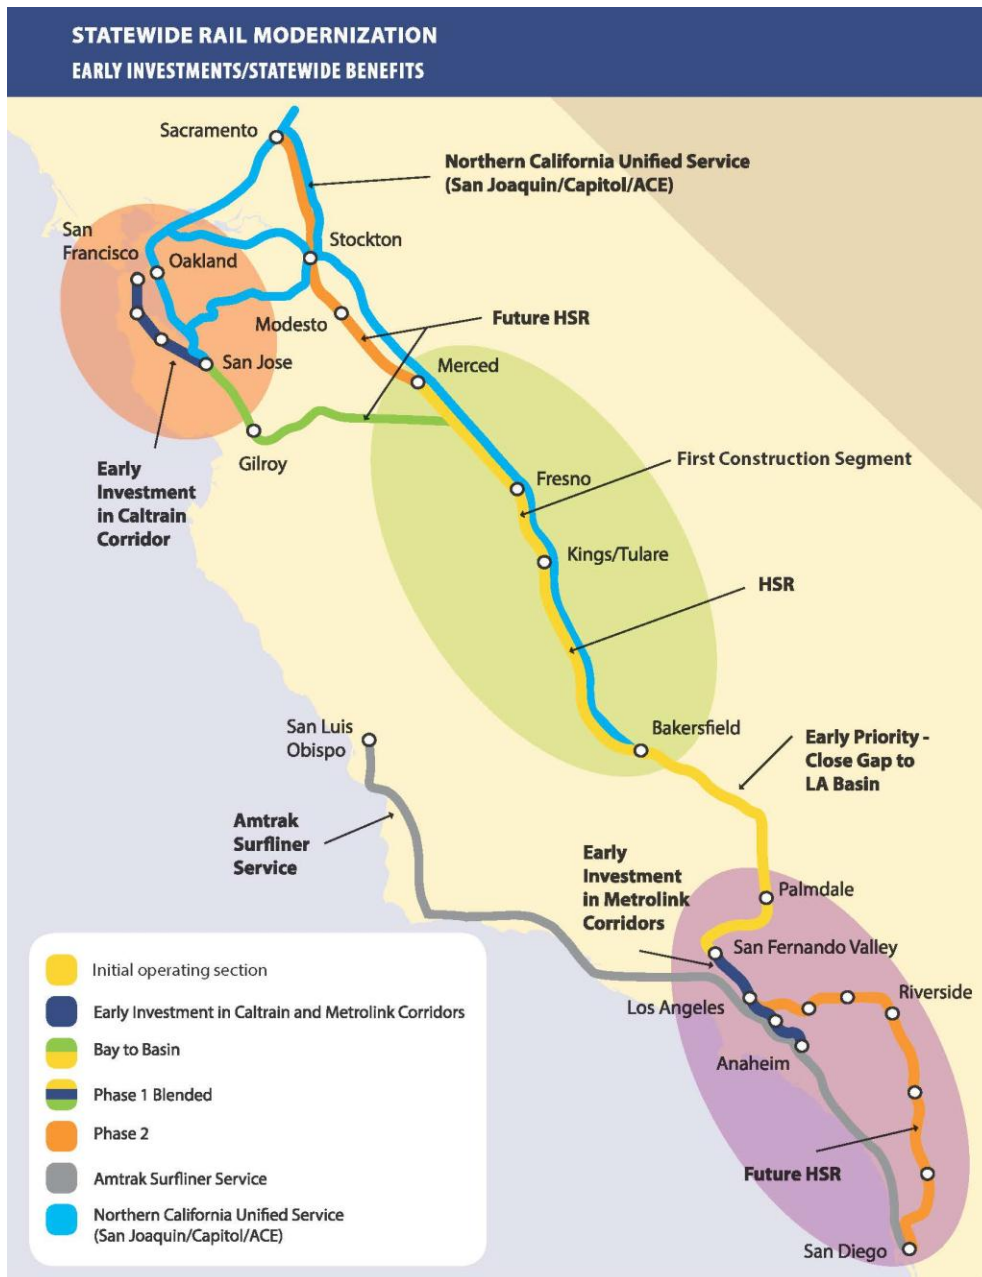 STATEWIDE RAIL MODERNIZATION
EARLY INVESTMENTS/STATEWIDE BENEFITS
Sacramento
Northern California Unified Service
(San Joaquin/Capitol/ACE)
San
Francisco
Oakland
Stockton
Modesto
Future HSR
San Jose
Merced
Gilroy
Early
Investment
in Caltrain
Corridor
First Construction Segment
Fresno
Kings/Tulare
HSR
San Luis
Obispo
Bakersfield
Early Priority -
Close Gap to
LA Basin
Amtrak
Surfliner
Service
Early
Investment
in Metrolink
Corridors
Palmdale
San Fernando Valley
Los Angeles
Riverside
Anaheim
Future HSR
San Diego
Initial operating section
Early Investment in Caltrain and Metrolink Corridors
Bay to Basin
Phase 1 Blended
Phase 2
Amtrak Surfliner Service
Northern California Unified Service
(San Joaquin/Capitol/ACE)